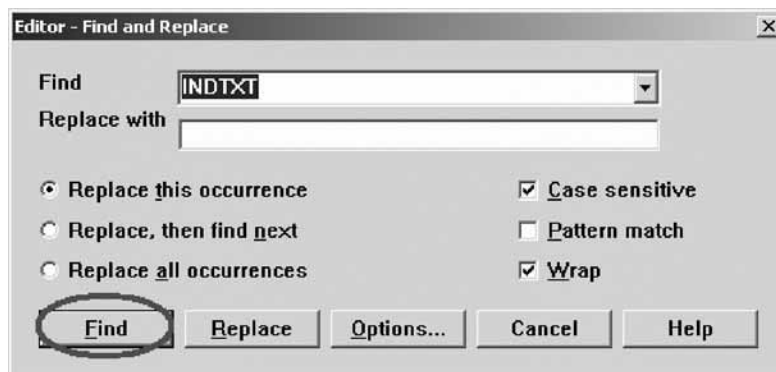 Editor - Find and Replace
Find INDTXT
Replace with
Replace this occurrence Case sensitive
Replace, then find next Pattern match
Replace all occurrences Wrap
Find Replace Options... Cancel Help